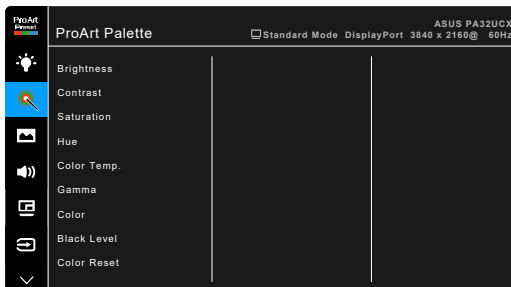 ProArt
Preset
ProArt Palette
ASUS PA32UCX
Standard Mode DisplayPort 3840 x 2160@ 60Hz
Brightness
Contrast
Saturation
Hue
Color Temp.
Gamma
Color
Black Level
Color Reset